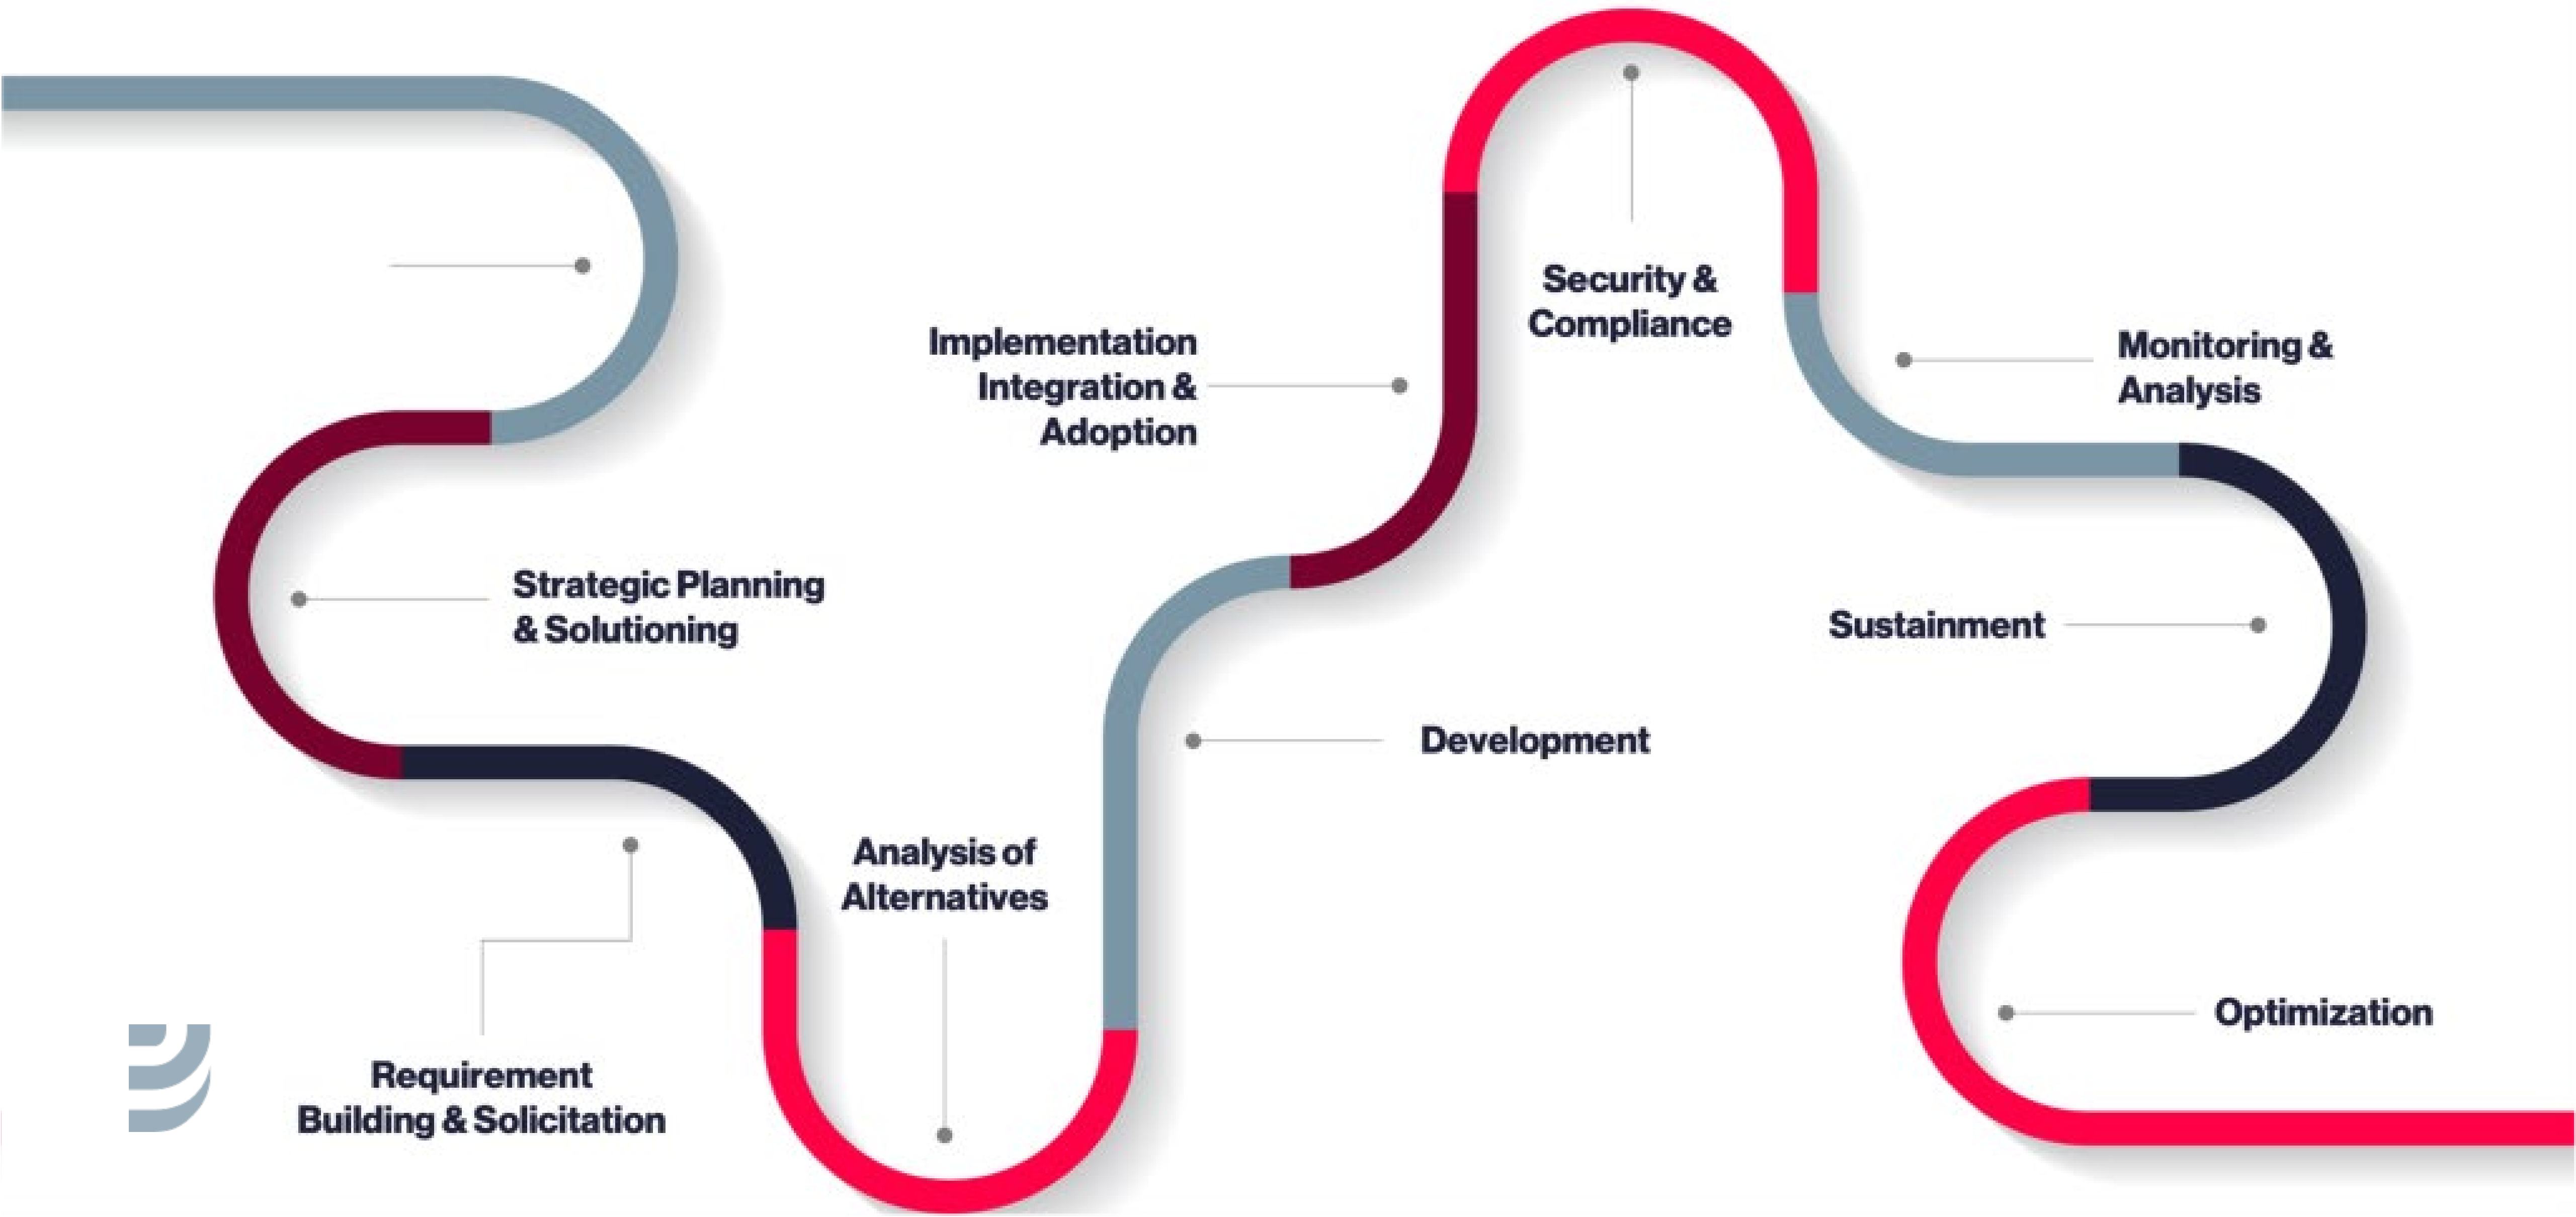 Strategic Planning
& Solutioning
Requirement
Building & Solicitation
Analysis of
Alternatives
Development
Implementation
Integration &
Adoption
Security &
Compliance
Monitoring &
Analysis
Sustainment
Optimization